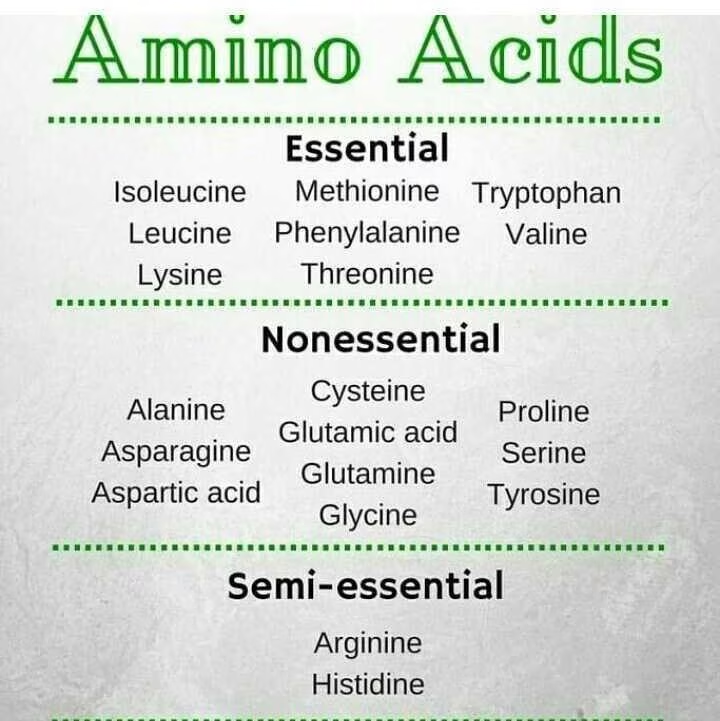 Amino Acids
Essential
Isoleucine Methionine Tryptophan
Leucine Phenylalanine Valine
Lysine Threonine
Nonessential
Alanine
Asparagine
Aspartic acid
Cysteine
Glutamic acid
Glutamine
Glycine
Proline
Serine
Tyrosine
Semi-essential
Arginine
Histidine